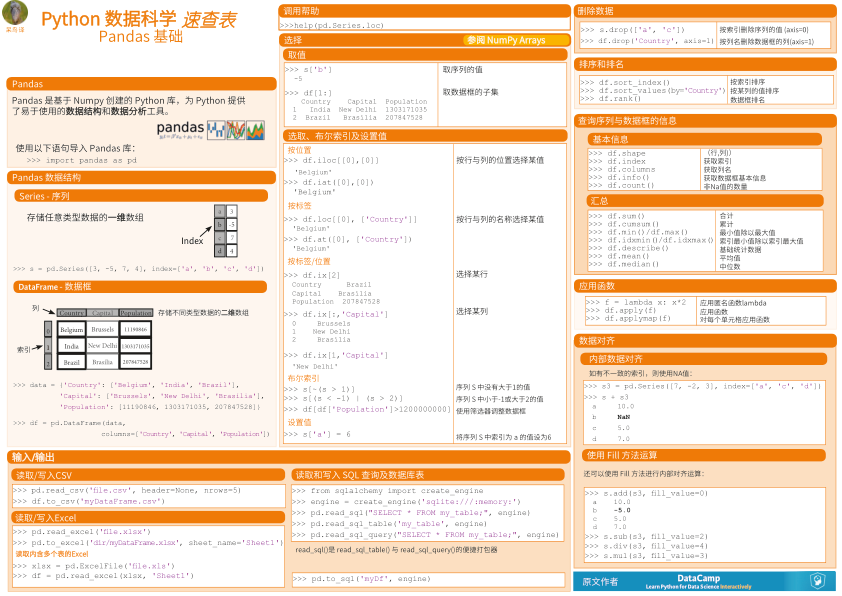 呆鸟译
Python 数据科学 速查表
Pandas 基础
Pandas
Pandas 是基于 Numpy 创建的 Python 库，为 Python 提供
了易于使用的数据结构和数据分析工具。
pandas
使用以下语句导入 Pandas 库：
>>> import pandas as pd
Pandas 数据结构
Series - 序列
存储任意类型数据的一维数组
Index
a 3
b -5
c 7
d 4
>>> s = pd.Series([3, -5, 7, 4], index=['a', 'b', 'c', 'd'])
DataFrame - 数据框
列
Country Capital Population
存储不同类型数据的二维数组
索引
0 Belgium Brussels 11190846
1 India New Delhi 1303171035
2 Brazil Brasília 207847528
>>> data = {'Country': ['Belgium', 'India', 'Brazil'],
'Capital': ['Brussels', 'New Delhi', 'Brasília'],
'Population': [11190846, 1303171035, 207847528]}
>>> df = pd.DataFrame(data,
columns=['Country', 'Capital', 'Population'])
输入/输出
读取/写入CSV
>>> pd.read_csv('file.csv', header=None, nrows=5)
>>> df.to_csv('myDataFrame.csv')
读取/写入Excel
>>> pd.read_excel('file.xlsx')
>>> pd.to_excel('dir/myDataFrame.xlsx', sheet_name='Sheet1')
读取内含多个表的Excel
>>> xlsx = pd.ExcelFile('file.xls')
>>> df = pd.read_excel(xlsx, 'Sheet1')
读取和写入 SQL 查询及数据库表
>>> from sqlalchemy import create_engine
>>> engine = create_engine('sqlite:///:memory:')
>>> pd.read_sql("SELECT * FROM my_table;", engine)
>>> pd.read_sql_table('my_table', engine)
>>> pd.read_sql_query("SELECT * FROM my_table;", engine)
read_sql()是 read_sql_table() 与 read_sql_query()的便捷打包器
>>> pd.to_sql('myDf', engine)
调用帮助
>>>help(pd.Series.loc)
选择
参阅 NumPy Arrays
取值
>>> s['b']
取序列的值
-5
>>> df[1:]
取数据框的子集
Country Capital Population
1 India New Delhi 1303171035
2 Brazil Brasília 207847528
选取、布尔索引及设置值
按位置
>>> df.iloc[[0],[0]]
按行与列的位置选择某值
'Belgium'
>>> df.iat([0],[0])
'Belgium'
按标签
>>> df.loc[[0], ['Country']]
按行与列的名称选择某值
'Belgium'
>>> df.at([0], ['Country'])
'Belgium'
按标签/位置
>>> df.ix[2]
选择某行
Country Brazil
Capital Brasília
Population 207847528
>>> df.ix[:,'Capital']
选择某列
0 Brussels
1 New Delhi
2 Brasília
>>> df.ix[1,'Capital']
'New Delhi'
布尔索引
>>> s[~(s > 1)]
序列 S 中没有大于1的值
>>> s[(s < -1) | (s > 2)]
序列 S 中小于-1或大于2的值
>>> df[df['Population']>1200000000]
使用筛选器调整数据框
设置值
>>> s['a'] = 6
将序列 S 中索引为 a 的值设为6
删除数据
>>> s.drop(['a', 'c'])
按索引删除序列的值 (axis=0)
>>> df.drop('Country', axis=1)
按列名删除数据框的列(axis=1)
排序和排名
>>> df.sort_index()
按索引排序
>>> df.sort_values(by='Country')
按某列的值排序
>>> df.rank()
数据框排名
查询序列与数据框的信息
基本信息
>>> df.shape
（行,列))
>>> df.index
获取索引
>>> df.columns
获取列名
>>> df.info()
获取数据框基本信息
>>> df.count()
非Na值的数量
汇总
>>> df.sum()
合计
>>> df.cumsum()
累计
>>> df.min()/df.max()
最小值除以最大值
>>> df.idxmin()/df.idxmax()
索引最小值除以索引最大值
>>> df.describe()
基础统计数据
>>> df.mean()
平均值
>>> df.median()
中位数
应用函数
>>> f = lambda x: x*2
应用匿名函数lambda
>>> df.apply(f)
应用函数
>>> df.applymap(f)
对每个单元格应用函数
数据对齐
内部数据对齐
如有不一致的索引，则使用NA值：
>>> s3 = pd.Series([7, -2, 3], index=['a', 'c', 'd'])
>>> s + s3
a 10.0
b NaN
c 5.0
d 7.0
使用 Fill 方法运算
还可以使用 Fill 方法进行内部对齐运算：
>>> s.add(s3, fill_value=0)
a 10.0
b -5.0
c 5.0
d 7.0
>>> s.sub(s3, fill_value=2)
>>> s.div(s3, fill_value=4)
>>> s.mul(s3, fill_value=3)
原文作者
DataCamp
Learn Python for Data Science Interactively